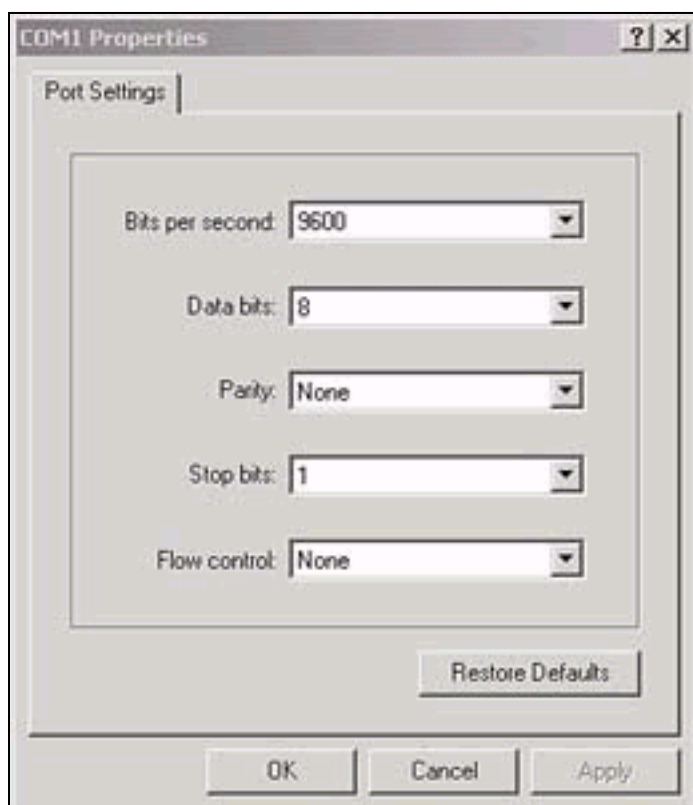 COM1 Properties
Port Settings
Bits per second: 9600
Data bits: 8
Parity: None
Stop bits: 1
Flow control: None
Restore Defaults
OK Cancel Apply